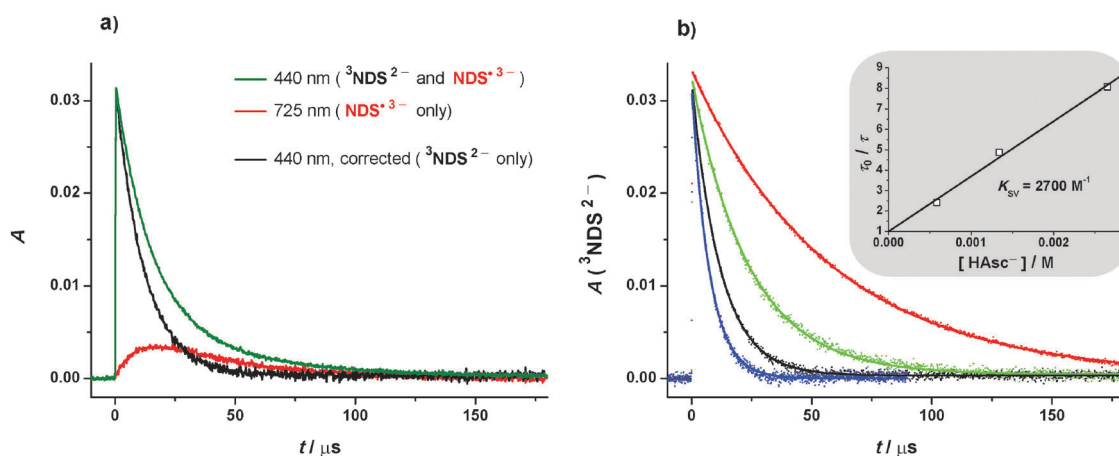 a)
440 nm ( ³NDS²⁻ and NDS•³⁻)
725 nm ( NDS•³⁻ only)
440 nm, corrected ( ³NDS²⁻ only)
A
0.03
0.02
0.01
0.00
0
50
100
150
t / μs
b)
A ( ³NDS²⁻)
0.03
0.02
0.01
0.00
0
50
100
150
t / μs
τ₀ / τ
9
8
7
6
5
4
3
2
1
K_SV = 2700 M⁻¹
0.000
0.001
0.002
[ HAsc⁻ ] / M